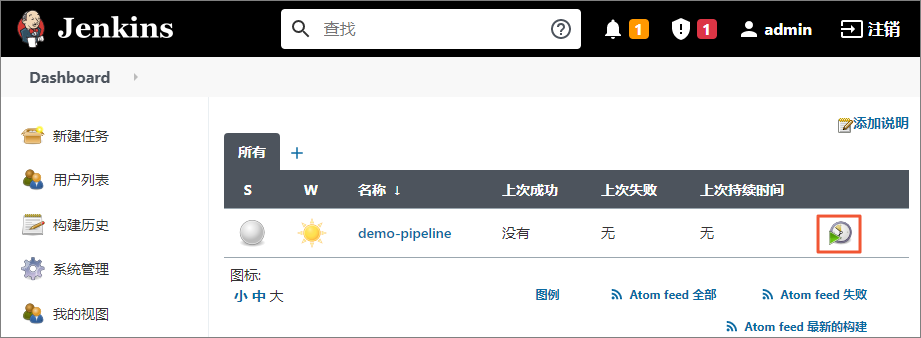 Jenkins 查找 1 1 admin 注销
Dashboard
添加说明
新建任务
用户列表
构建历史
系统管理
我的视图
所有 +
S W 名称 ↓ 上次成功 上次失败 上次持续时间
demo-pipeline 没有 无 无
图标:
小 中 大
图例 Atom feed 全部 Atom feed 失败
Atom feed 最新的构建